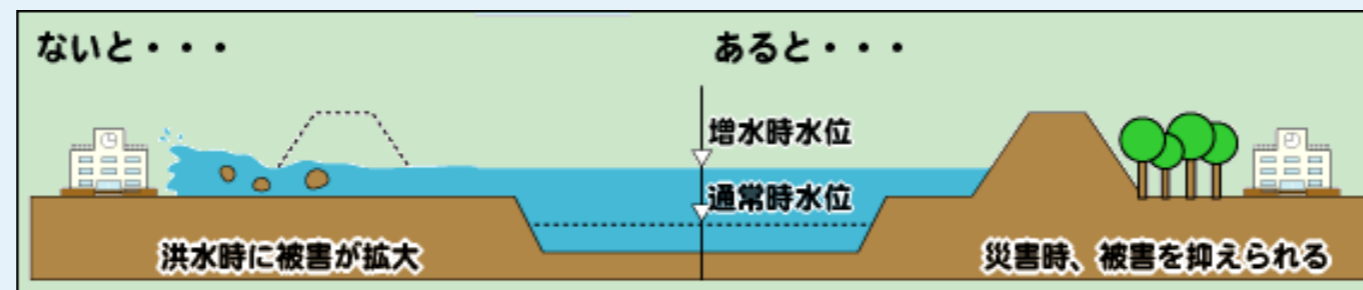 ないと・・・
あると・・・
増水時水位
通常時水位
洪水時に被害が拡大
災害時、被害を抑えられる